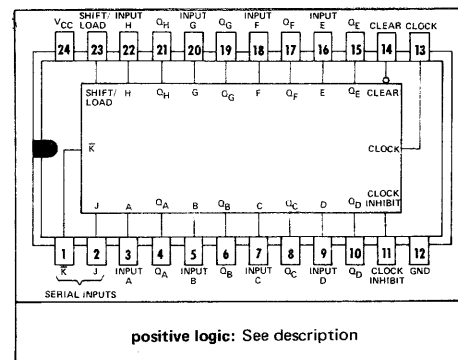 VCC SHIFT/ LOAD INPUT H QH INPUT G QG INPUT F QF INPUT E QE CLEAR CLOCK
24 23 22 21 20 19 18 17 16 15 14 13
SHIFT/ LOAD H QH G QG F QF E QE CLEAR
K̅ CLOCK
J A QA B QB C QC D QD CLOCK INHIBIT
1 2 3 4 5 6 7 8 9 10 11 12
K̅ J INPUT A QA INPUT B QB INPUT C QC INPUT D QD CLOCK INHIBIT GND
SERIAL INPUTS
positive logic: See description